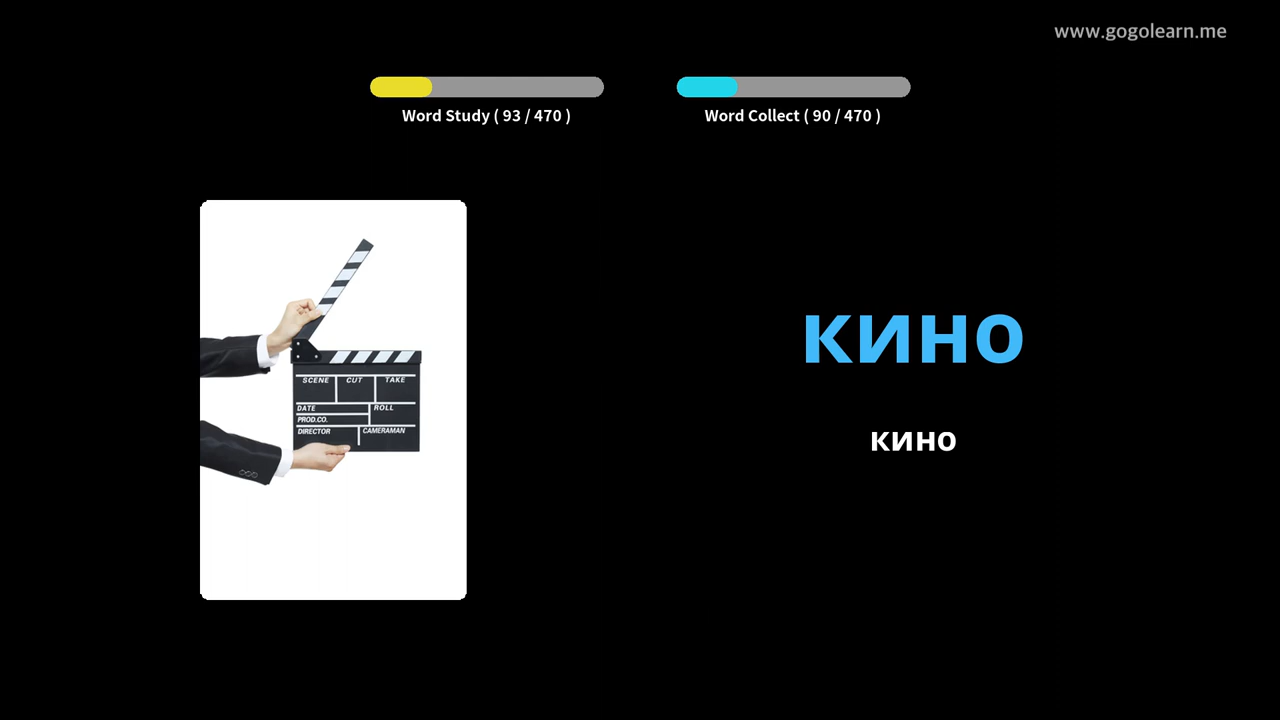 www.gogolearn.me
Word Study ( 93 / 470 )
Word Collect ( 90 / 470 )
SCENE CUT TAKE
DATE ROLL
PROD.CO.
DIRECTOR CAMERAMAN
кино
кино